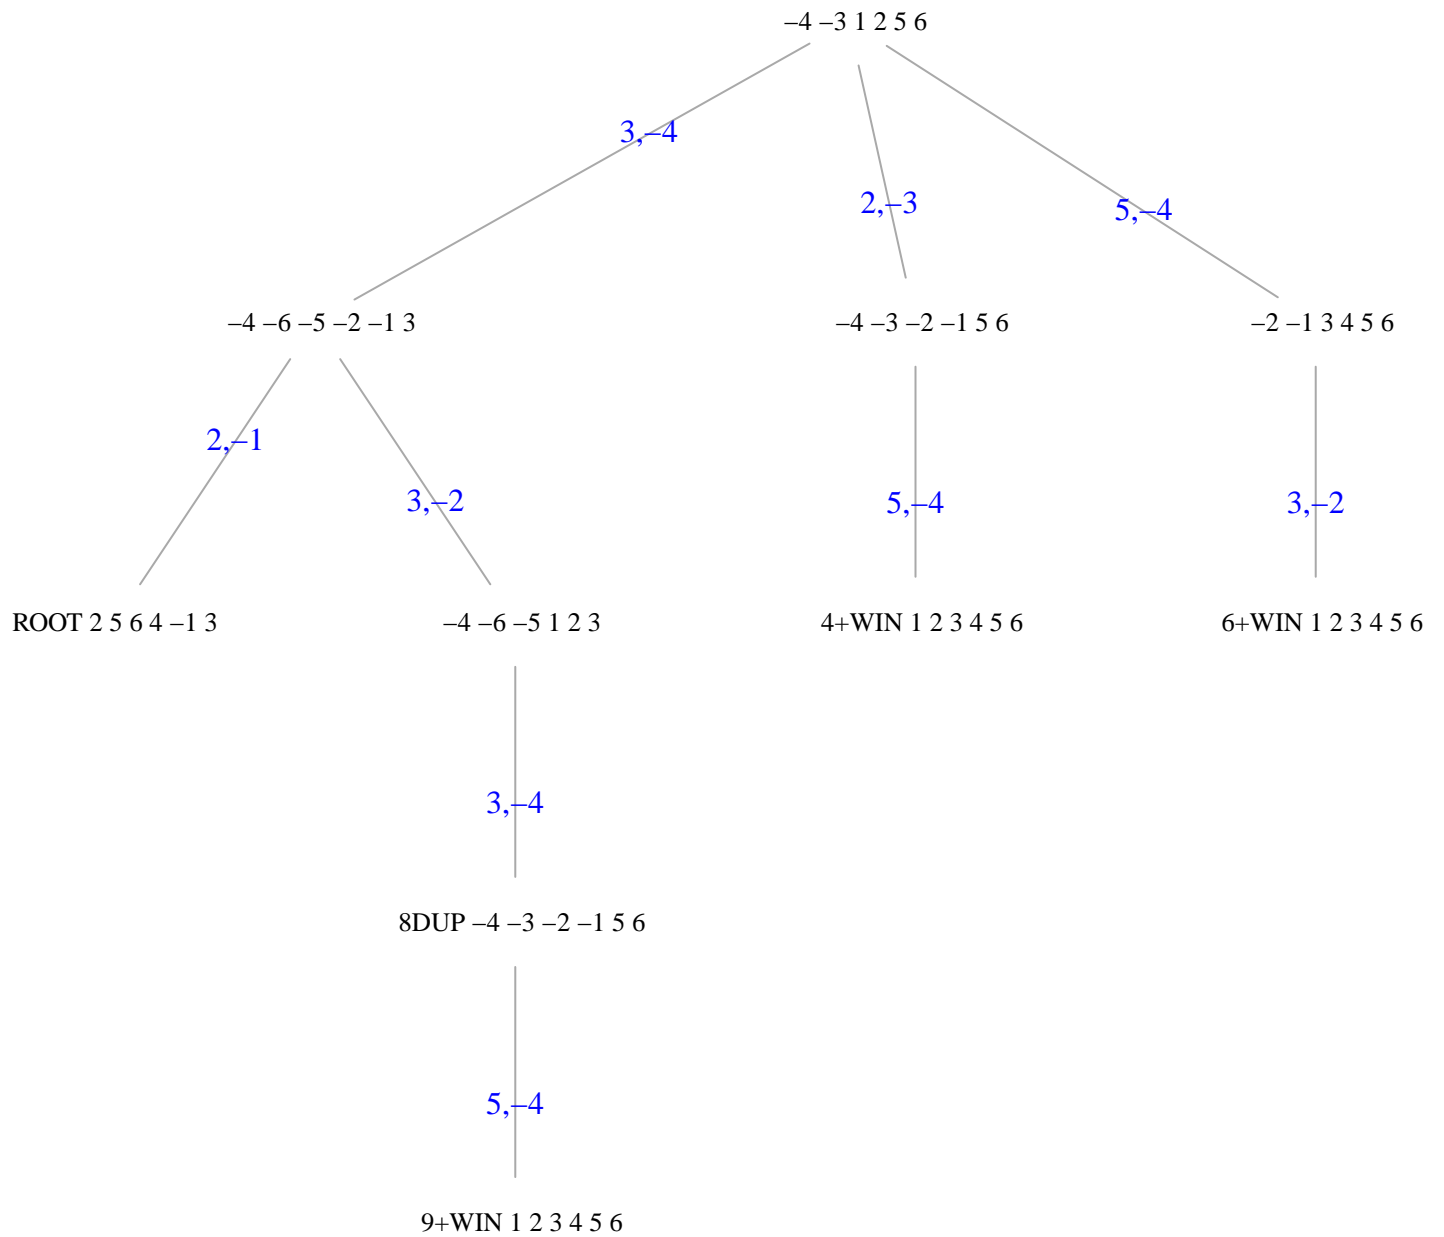 –4 –3 1 2 5 6
3,–4
2,–3
5,–4
–4 –6 –5 –2 –1 3
–4 –3 –2 –1 5 6
–2 –1 3 4 5 6
2,–1
3,–2
5,–4
3,–2
ROOT 2 5 6 4 –1 3
–4 –6 –5 1 2 3
4+WIN 1 2 3 4 5 6
6+WIN 1 2 3 4 5 6
3,–4
8DUP –4 –3 –2 –1 5 6
5,–4
9+WIN 1 2 3 4 5 6